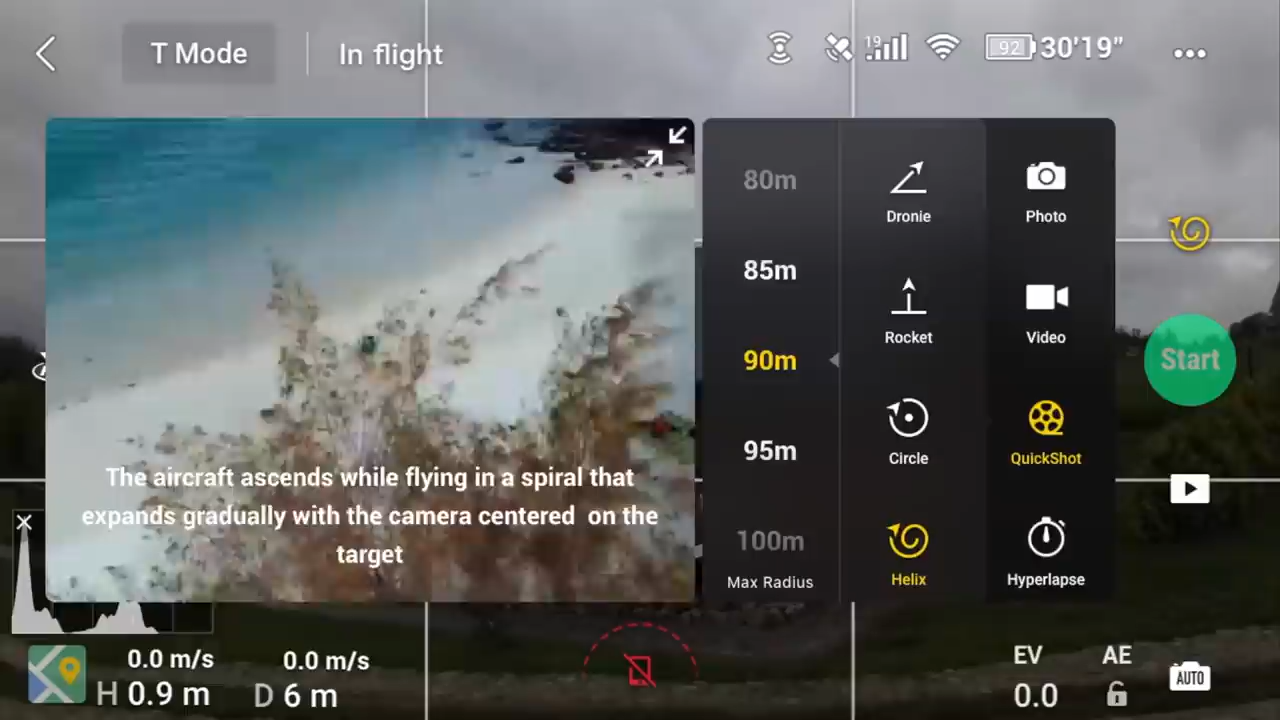 T Mode
In flight
19
92
30'19”
80m
85m
90m
95m
100m
Max Radius
Dronie
Rocket
Circle
Helix
Photo
Video
QuickShot
Hyperlapse
Start
The aircraft ascends while flying in a spiral that
expands gradually with the camera centered on the
target
0.0 m/s
0.0 m/s
H 0.9 m
D 6 m
EV
0.0
AE
AUTO